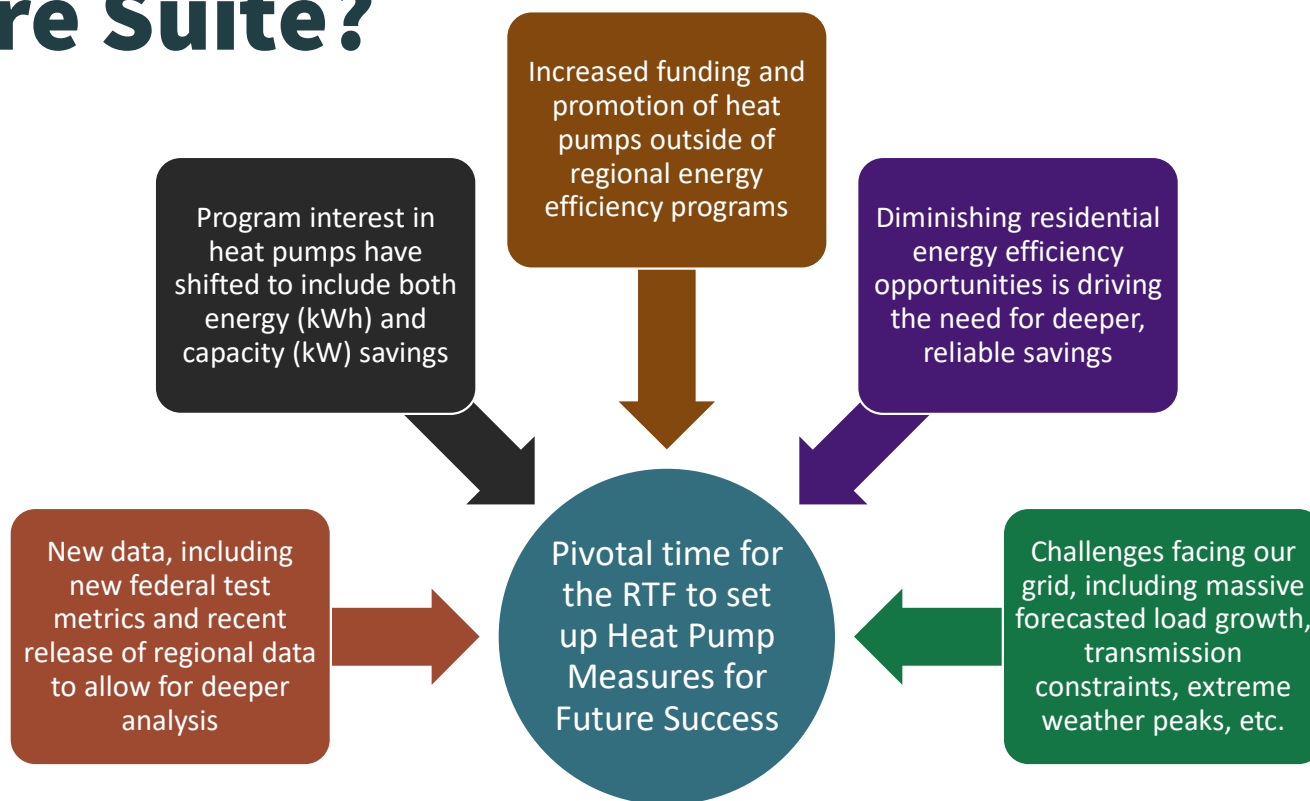 re Suite?
Increased funding and
promotion of heat
pumps outside of
regional energy
efficiency programs
Program interest in
heat pumps have
shifted to include both
energy (kWh) and
capacity (kW) savings
Diminishing residential
energy efficiency
opportunities is driving
the need for deeper,
reliable savings
New data, including
new federal test
metrics and recent
release of regional data
to allow for deeper
analysis
Pivotal time for
the RTF to set
up Heat Pump
Measures for
Future Success
Challenges facing our
grid, including massive
forecasted load growth,
transmission
constraints, extreme
weather peaks, etc.